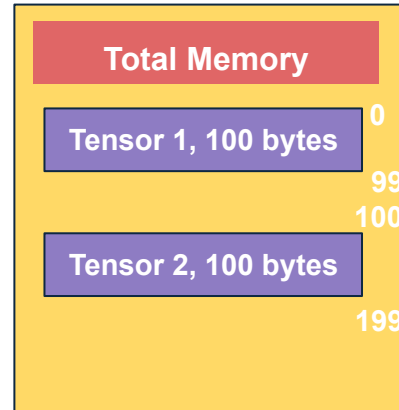 Total Memory
0
Tensor 1, 100 bytes
99
100
Tensor 2, 100 bytes
199